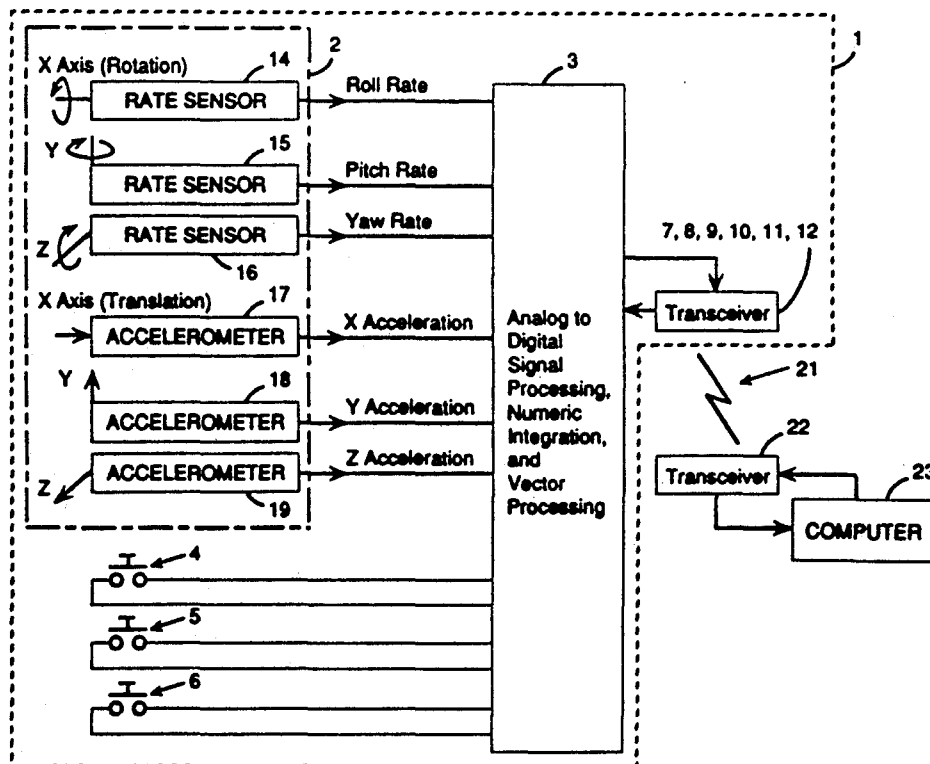 X Axis (Rotation)
14
2
3
1
RATE SENSOR
Roll Rate
Y
15
RATE SENSOR
Pitch Rate
Z
RATE SENSOR
Yaw Rate
16
7, 8, 9, 10, 11, 12
Transceiver
X Axis (Translation)
17
ACCELEROMETER
X Acceleration
Y
18
ACCELEROMETER
Y Acceleration
Z
ACCELEROMETER
Z Acceleration
19
Analog to
Digital
Signal
Processing,
Numeric
Integration,
and
Vector
Processing
21
22
Transceiver
23
COMPUTER
4
5
6